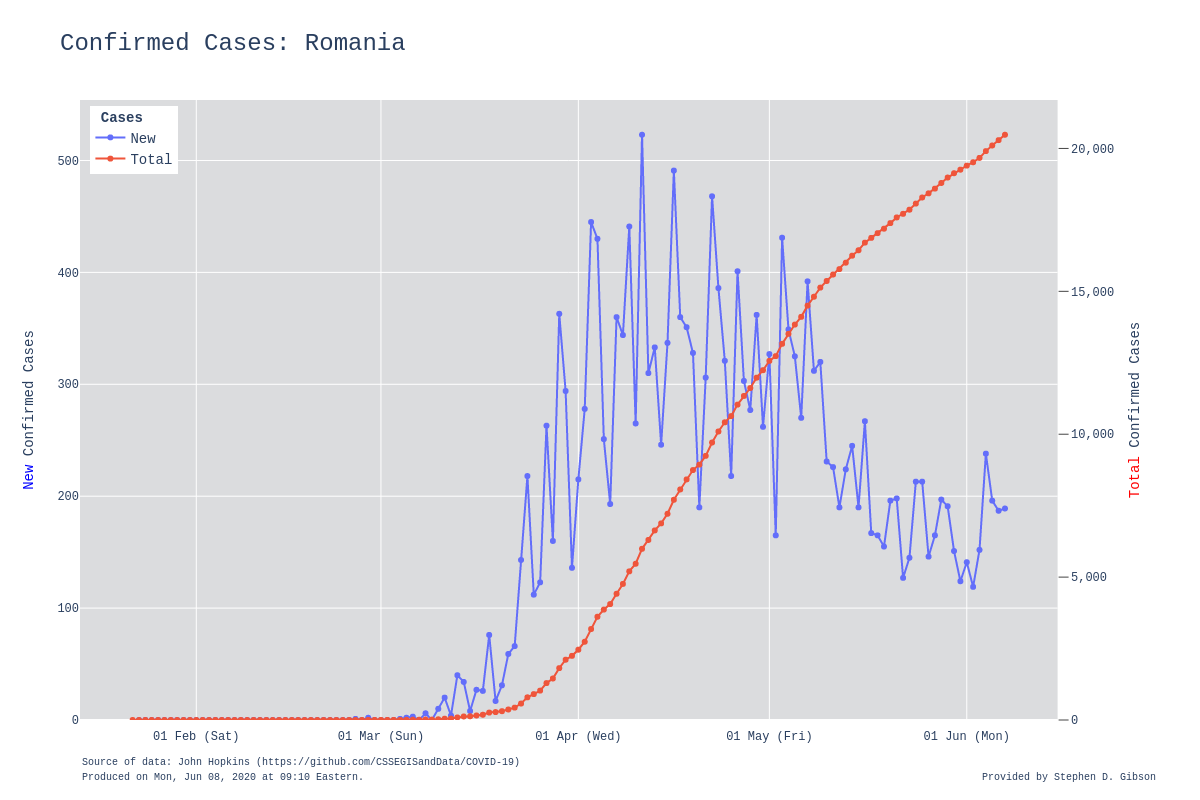 Confirmed Cases: Romania
Cases
New
Total
500
400
300
200
100
0
20,000
15,000
10,000
5,000
0
New Confirmed Cases
Total Confirmed Cases
01 Feb (Sat)
01 Mar (Sun)
01 Apr (Wed)
01 May (Fri)
01 Jun (Mon)
Source of data: John Hopkins (https://github.com/CSSEGISandData/COVID-19)
Produced on Mon, Jun 08, 2020 at 09:10 Eastern.
Provided by Stephen D. Gibson